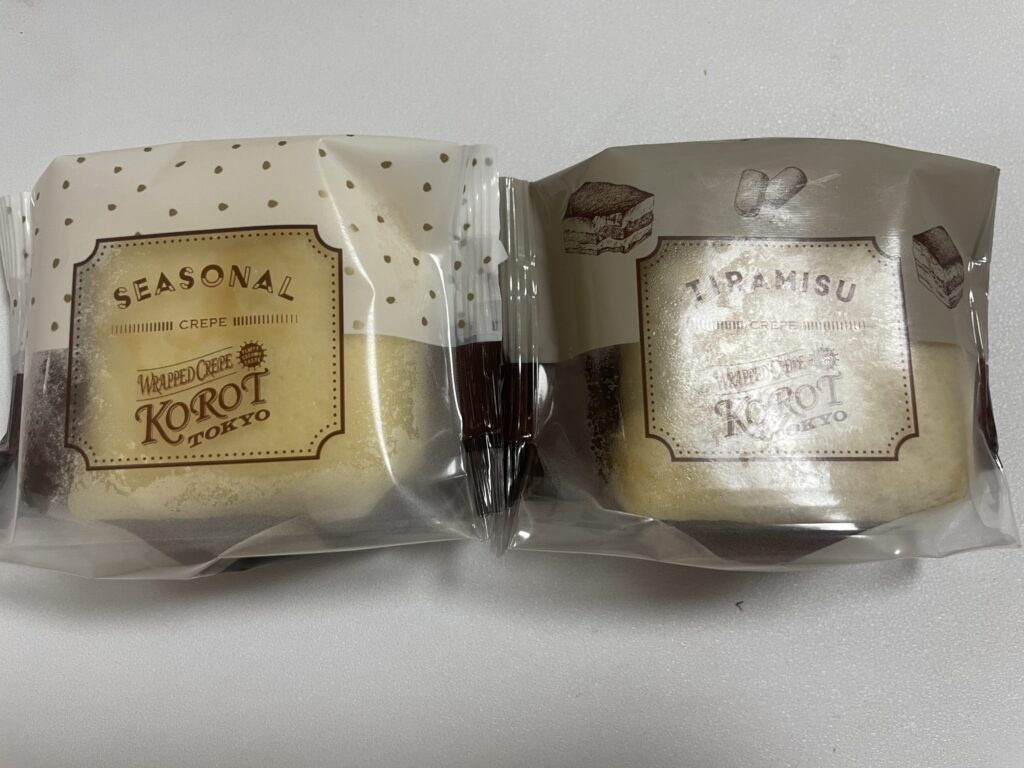 SEASONAL
CREPE
WRAPPED CREPE
KOROT
TOKYO
TIRAMISU
CREPE
WRAPPED CREPE
KOROT
TOKYO